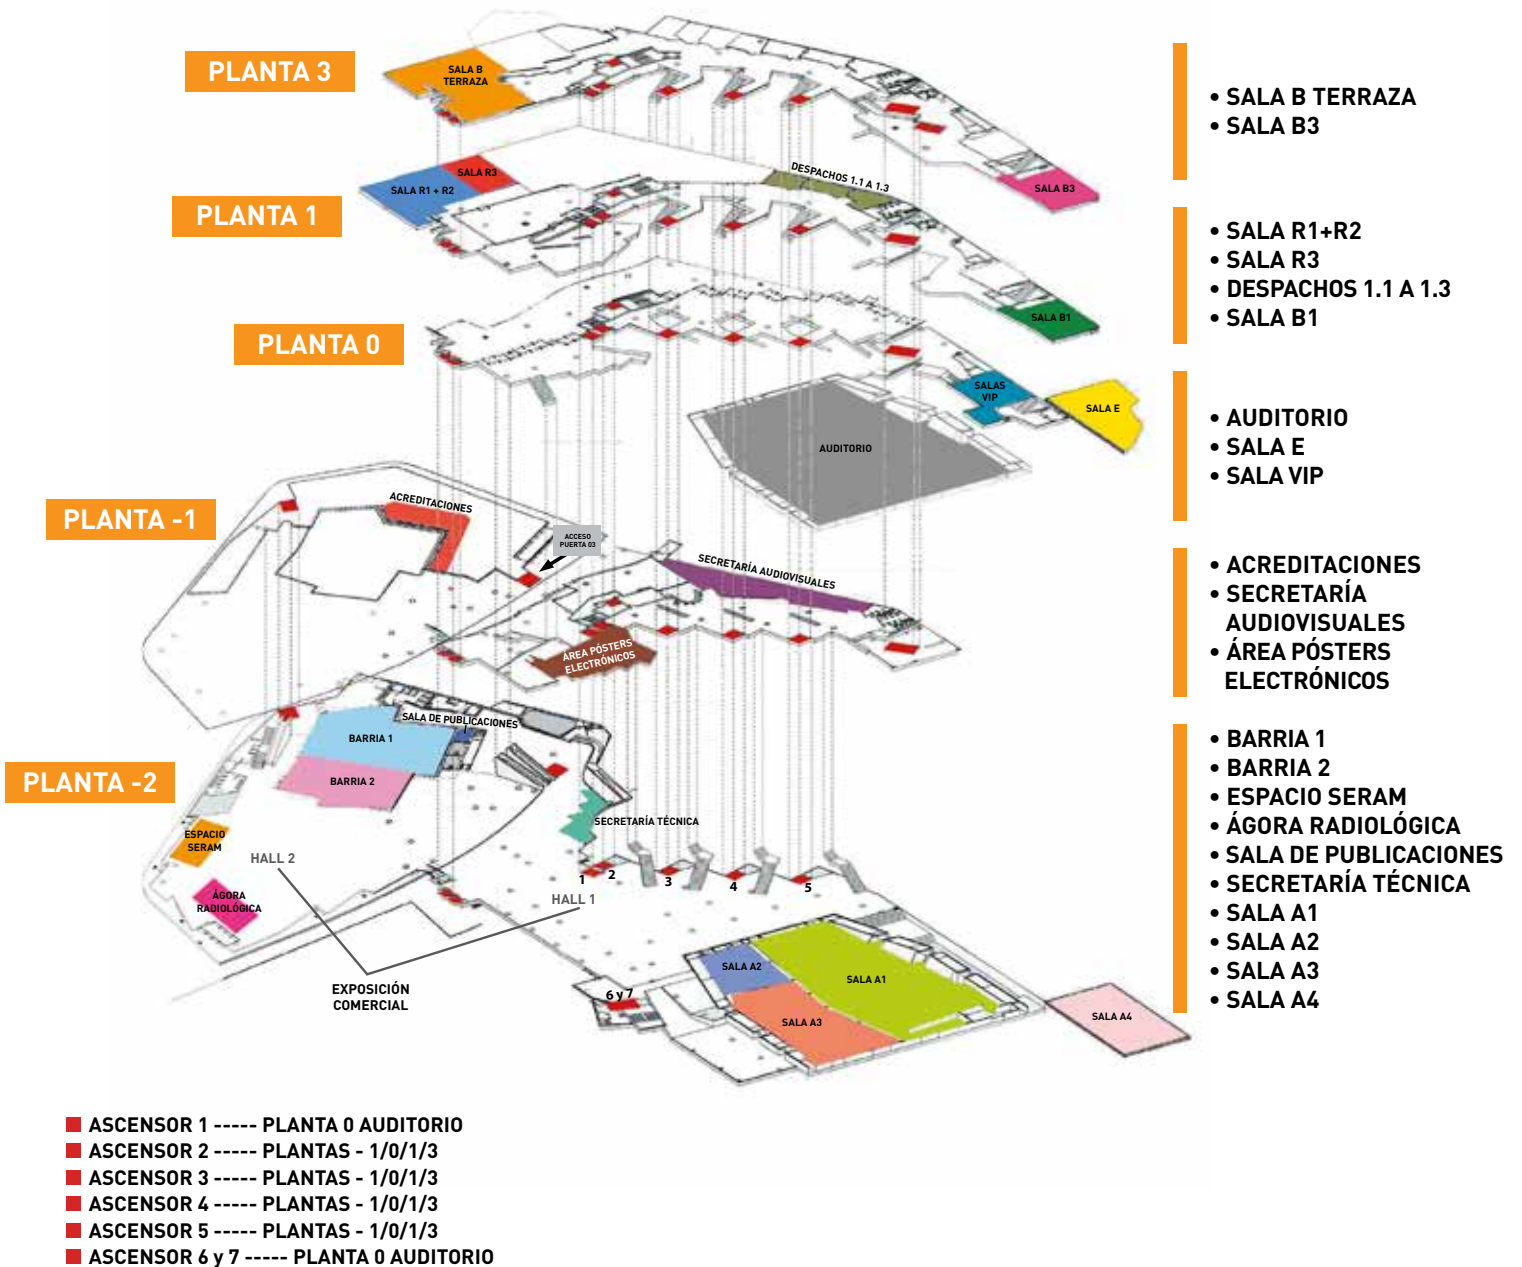 PLANTA 3
SALA B
TERRAZA
SALA B3
• SALA B TERRAZA
• SALA B3
PLANTA 1
SALA R1 + R2
SALA R3
DESPACHOS 1.1 A 1.3
SALA B1
• SALA R1+R2
• SALA R3
• DESPACHOS 1.1 A 1.3
• SALA B1
PLANTA 0
SALAS
VIP
SALA E
AUDITORIO
• AUDITORIO
• SALA E
• SALA VIP
PLANTA -1
ACREDITACIONES
ACCESO
PUERTA 03
SECRETARÍA AUDIOVISUALES
ÁREA PÓSTERS
ELECTRÓNICOS
• ACREDITACIONES
• SECRETARÍA
AUDIOVISUALES
• ÁREA PÓSTERS
ELECTRÓNICOS
PLANTA -2
SALA DE PUBLICACIONES
BARRIA 1
BARRIA 2
ESPACIO
SERAM
SECRETARÍA TÉCNICA
HALL 2
ÁGORA
RADIOLÓGICA
1
2
3
4
5
HALL 1
EXPOSICIÓN
COMERCIAL
6 y 7
SALA A2
SALA A1
SALA A3
SALA A4
• BARRIA 1
• BARRIA 2
• ESPACIO SERAM
• ÁGORA RADIOLÓGICA
• SALA DE PUBLICACIONES
• SECRETARÍA TÉCNICA
• SALA A1
• SALA A2
• SALA A3
• SALA A4
ASCENSOR 1 ----- PLANTA 0 AUDITORIO
ASCENSOR 2 ----- PLANTAS - 1/0/1/3
ASCENSOR 3 ----- PLANTAS - 1/0/1/3
ASCENSOR 4 ----- PLANTAS - 1/0/1/3
ASCENSOR 5 ----- PLANTAS - 1/0/1/3
ASCENSOR 6 y 7 ----- PLANTA 0 AUDITORIO